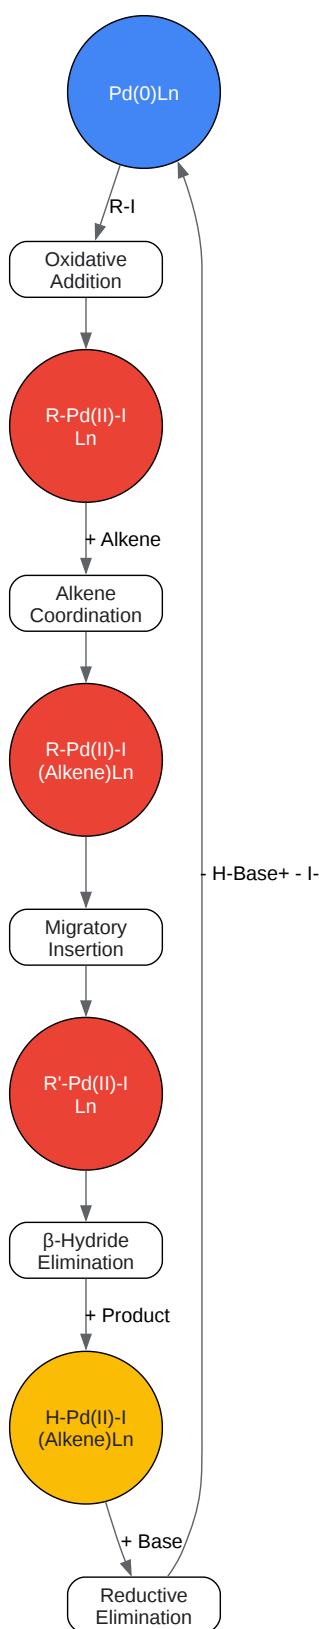 Pd(0)Ln
R-I
Oxidative
Addition
R-Pd(II)-I
Ln
+ Alkene
Alkene
Coordination
R-Pd(II)-I
(Alkene)Ln
- H-Base+ - I-
Migratory
Insertion
R'-Pd(II)-I
Ln
β-Hydride
Elimination
+ Product
H-Pd(II)-I
(Alkene)Ln
+ Base
Reductive
Elimination